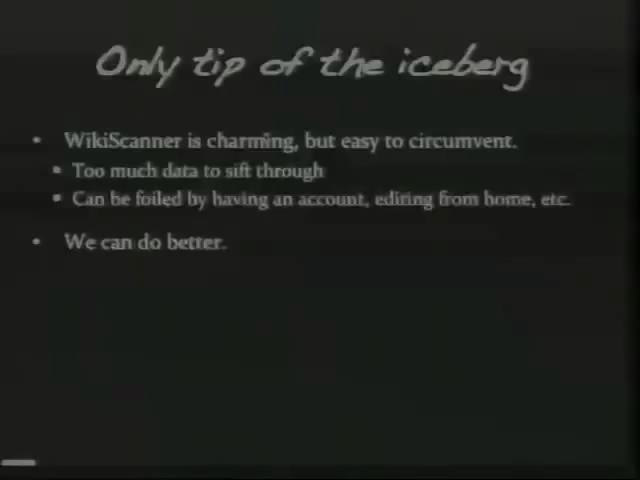 Only tip of the iceberg
• WikiScanner is charming, but easy to circumvent.
• Too much data to sift through
• Can be foiled by having an account, editing from home, etc.
• We can do better.